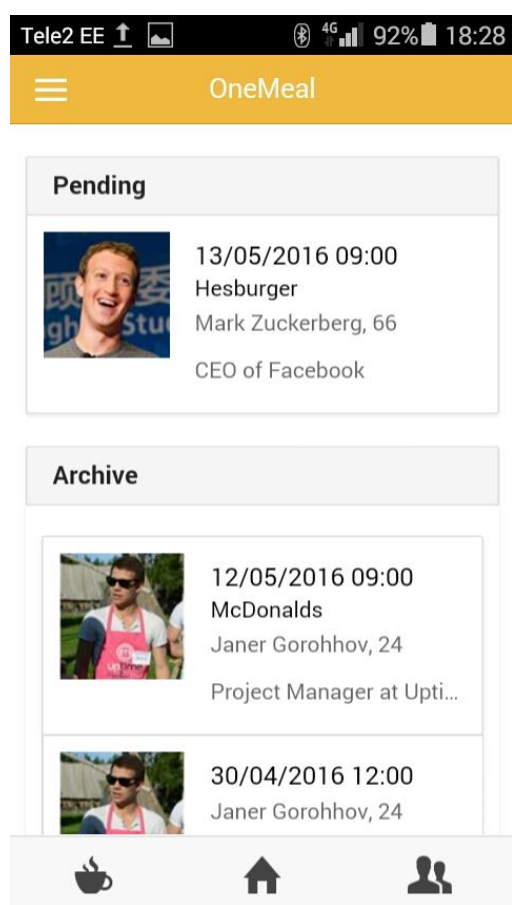 Tele2 EE 4G 92% 18:28
OneMeal
Pending
13/05/2016 09:00
Hesburger
Mark Zuckerberg, 66
CEO of Facebook
Archive
12/05/2016 09:00
McDonalds
Janer Gorohhov, 24
Project Manager at Upti...
uptime
30/04/2016 12:00
Janer Gorohhov, 24